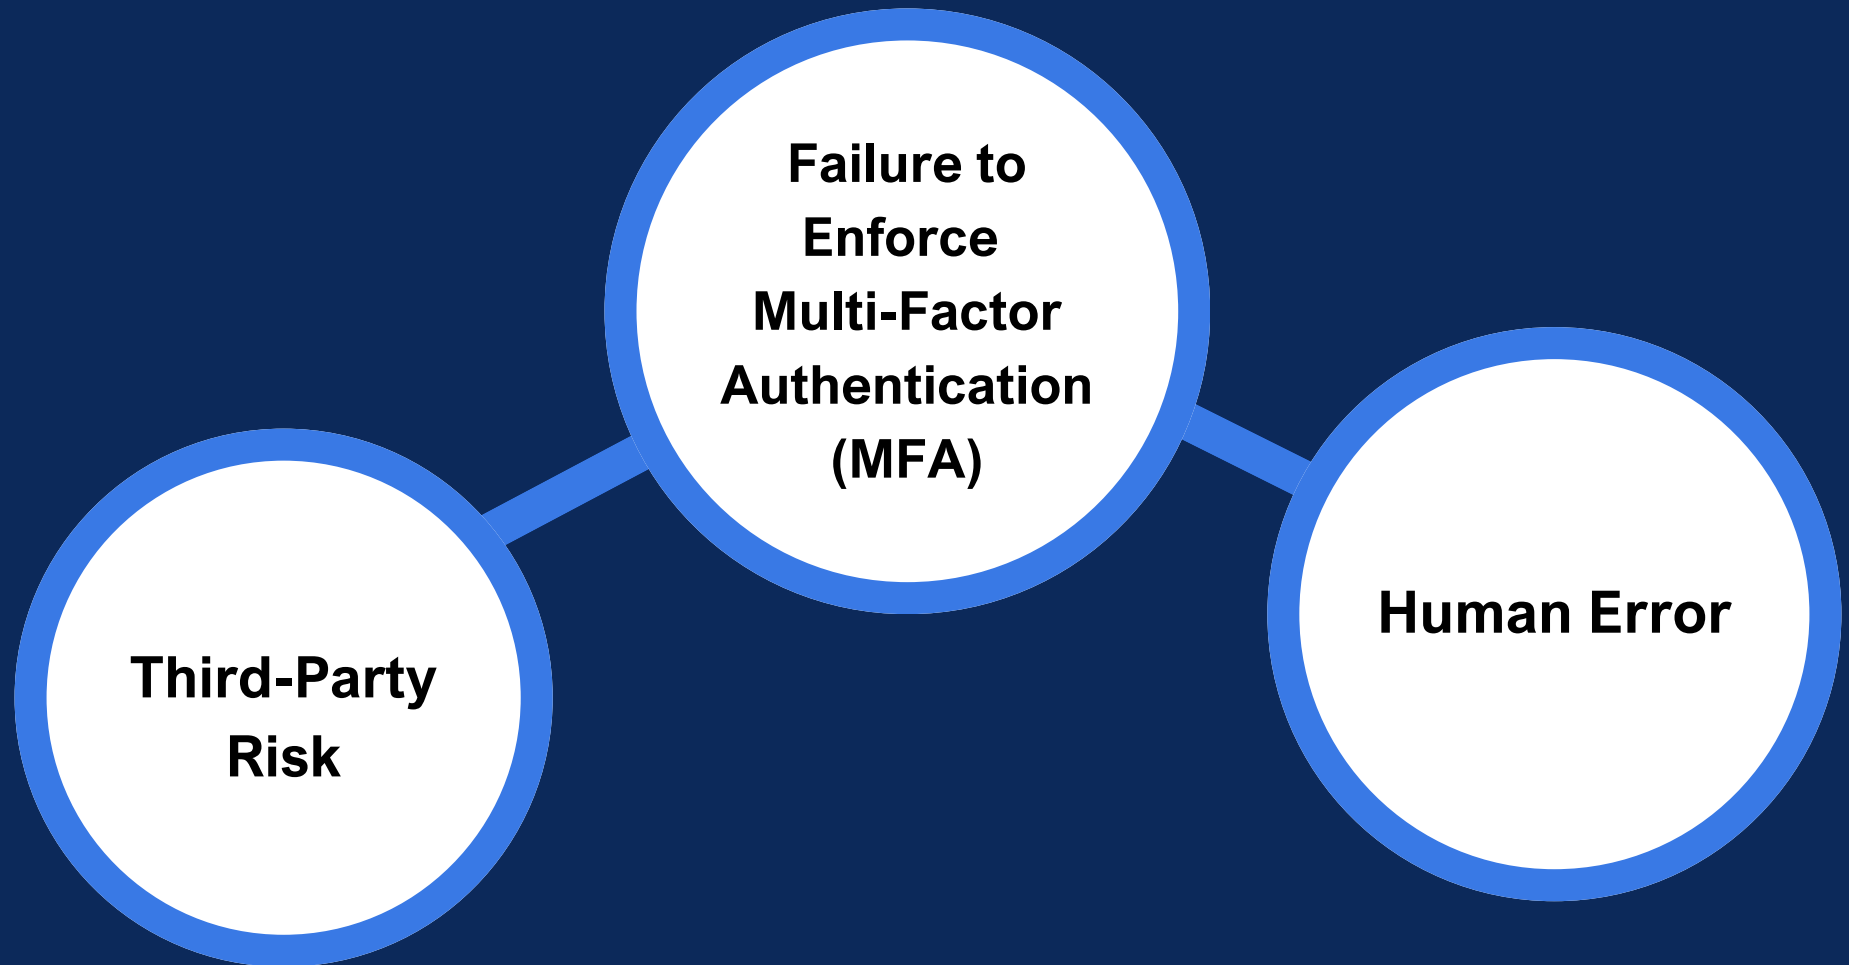 Failure to
Enforce
Multi-Factor
Authentication
(MFA)
Third-Party
Risk
Human Error